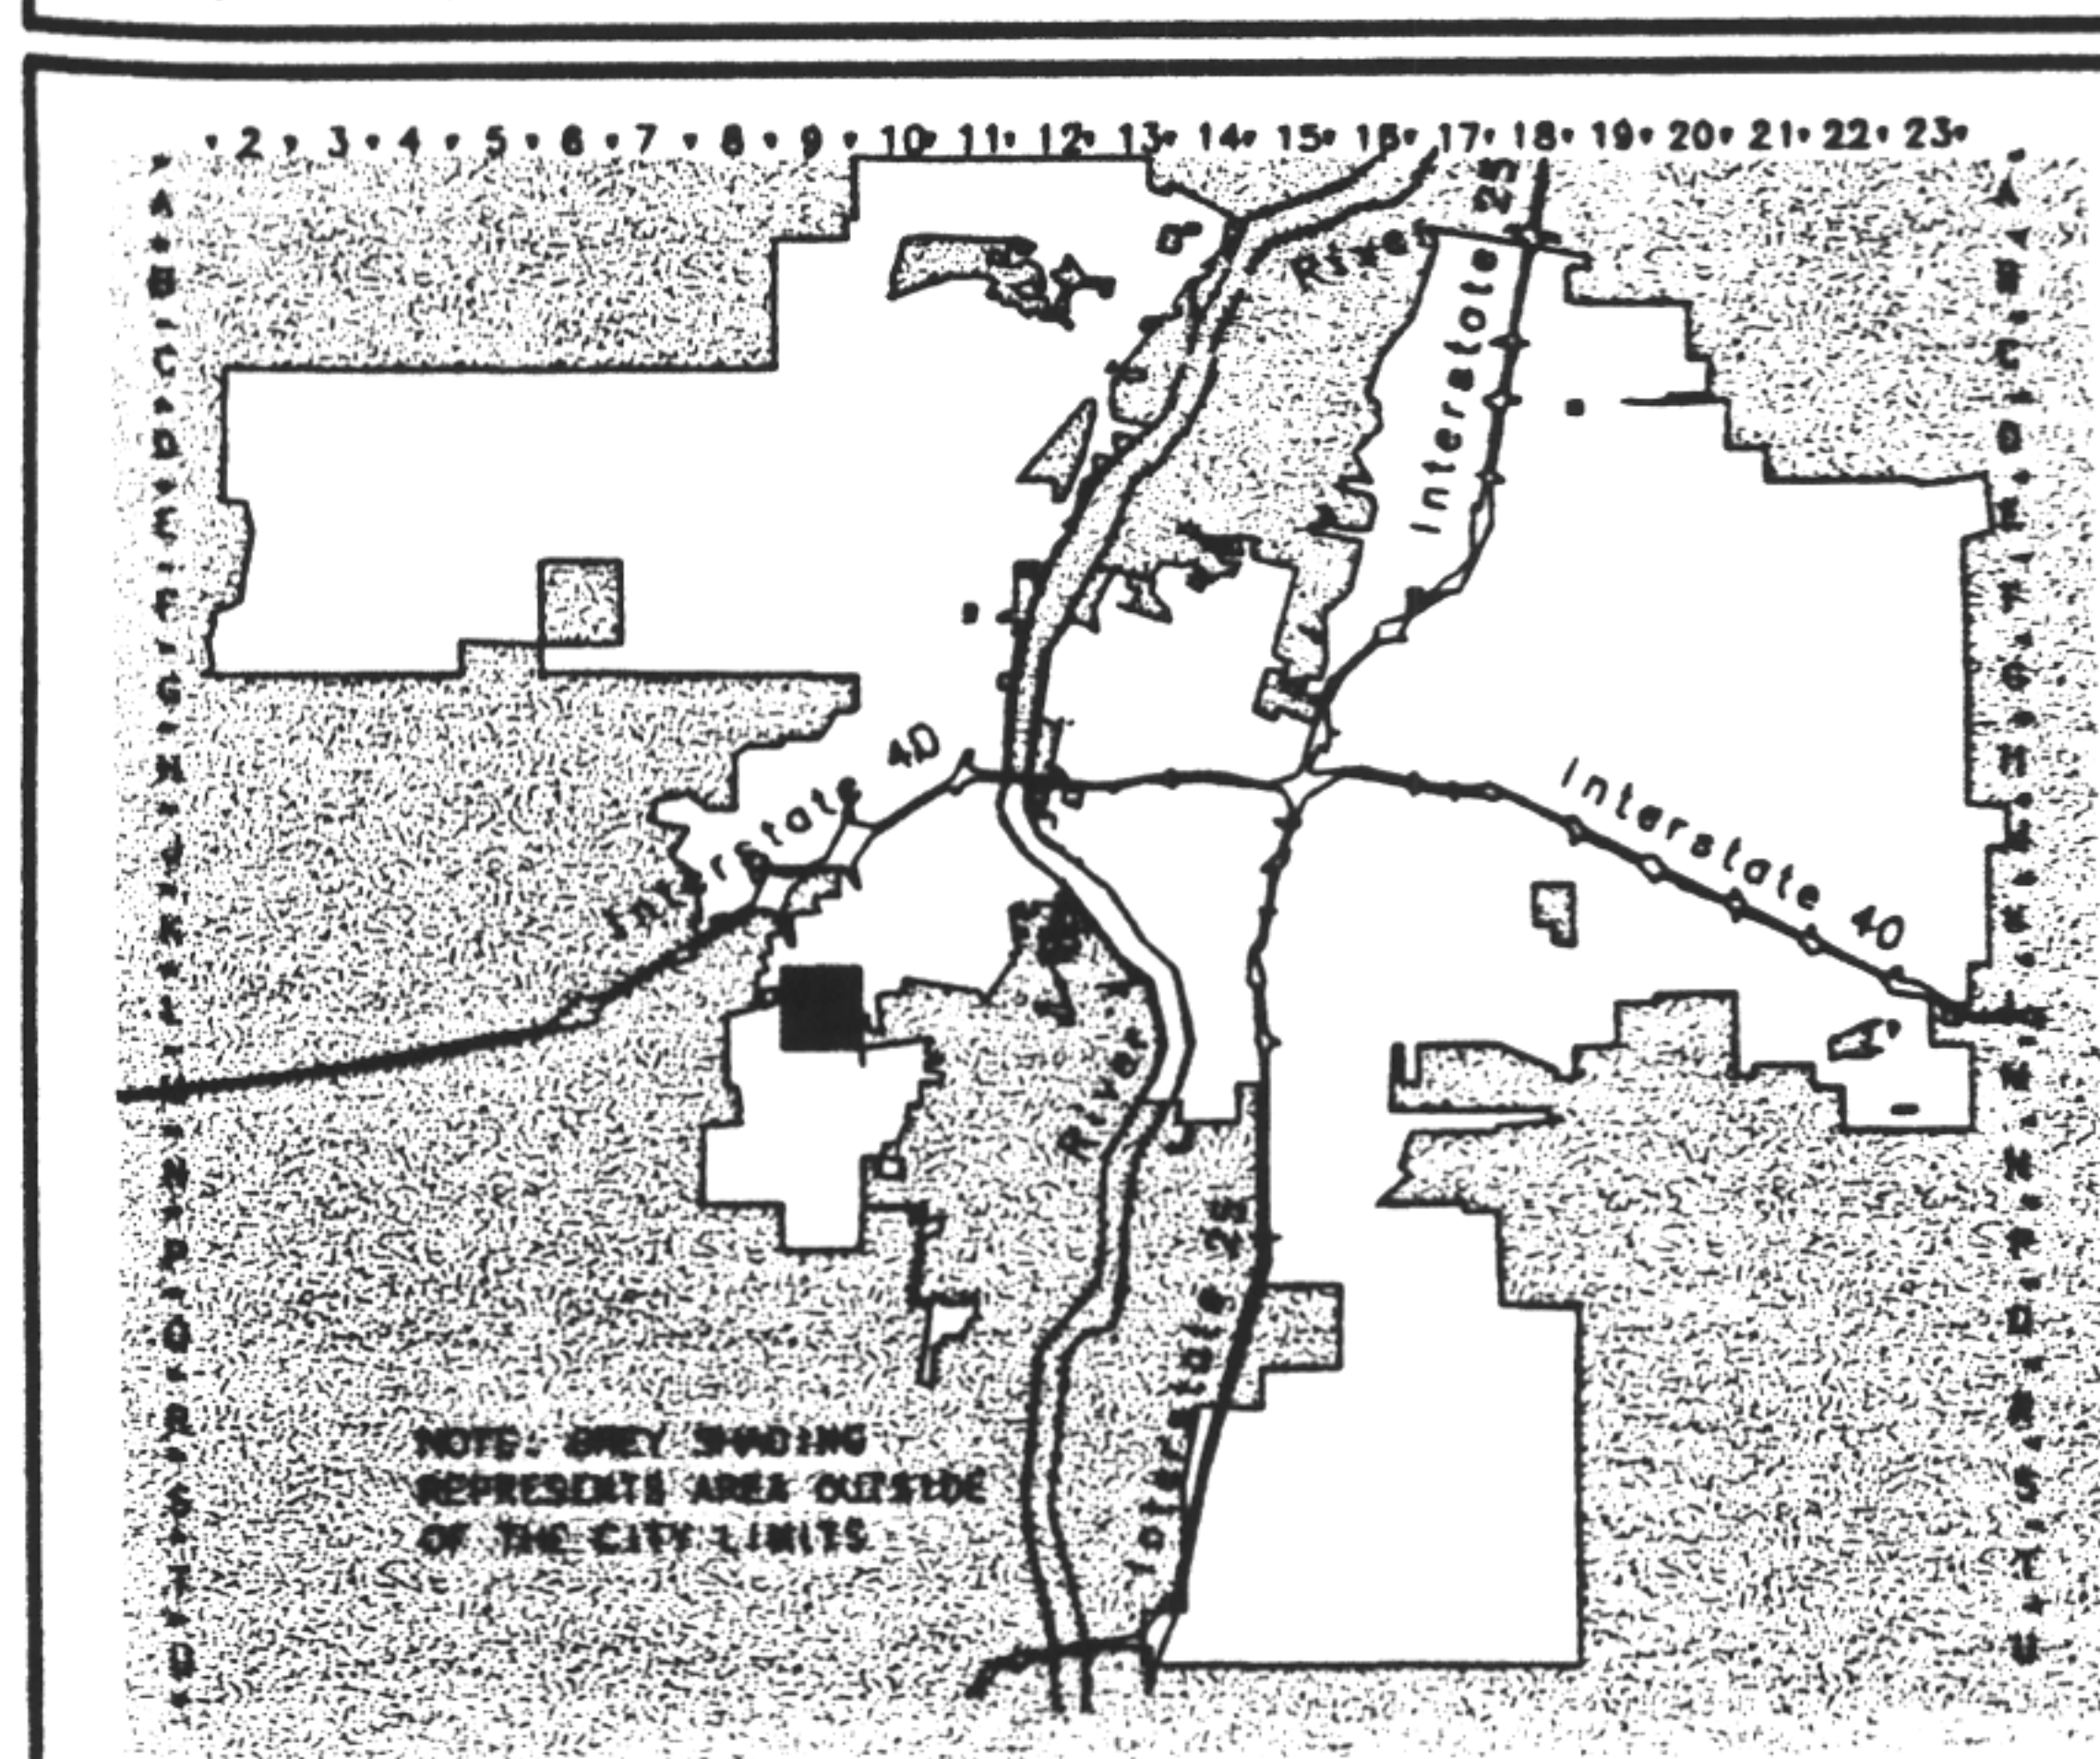 2 3 4 5 6 7 8 9 10 11 12 13 14 15 16 17 18 19 20 21 22 23
A A
B B
C C
D D
E E
F F
G G
H H
J J
K K
L L
M M
N N
P P
Q Q
R R
S S
T T
U U
River
Interstate 25
Interstate 40
Interstate 40
River
Interstate 25
NOTE: GREY SHADING
REPRESENTS AREA OUTSIDE
OF THE CITY LIMITS